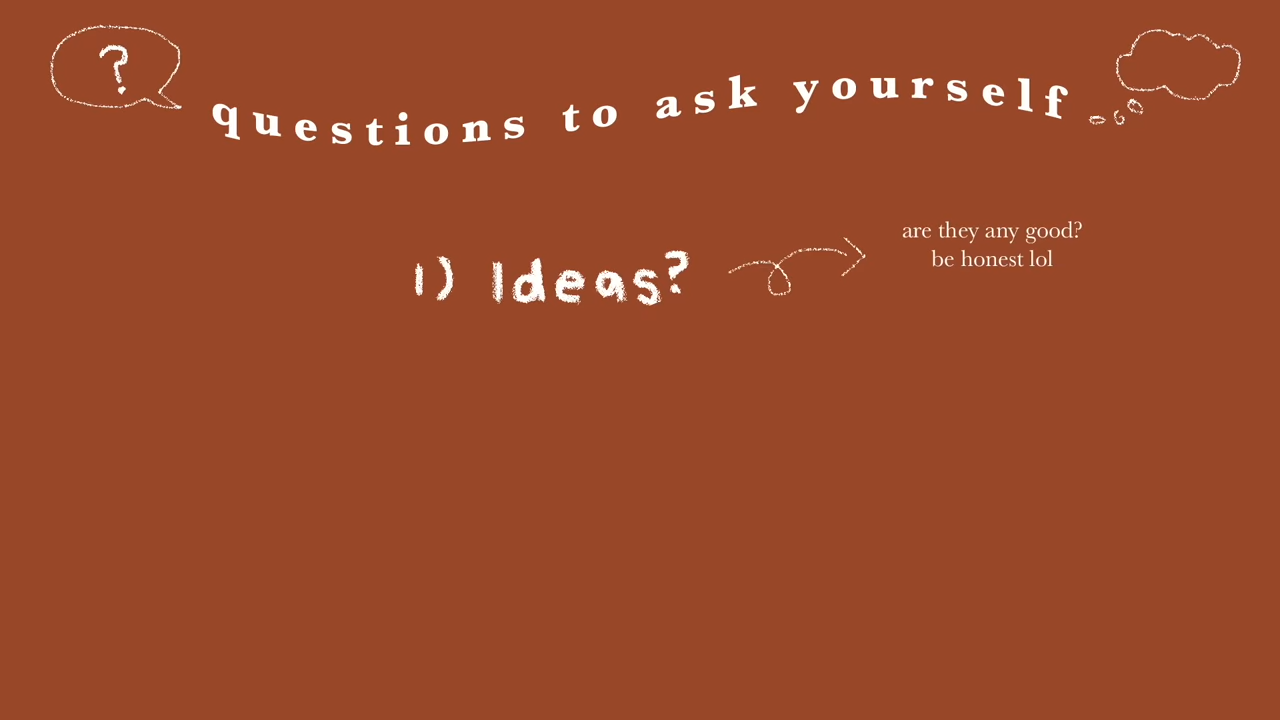 ?
questions to ask yourself
1) Ideas?
are they any good?
be honest lol